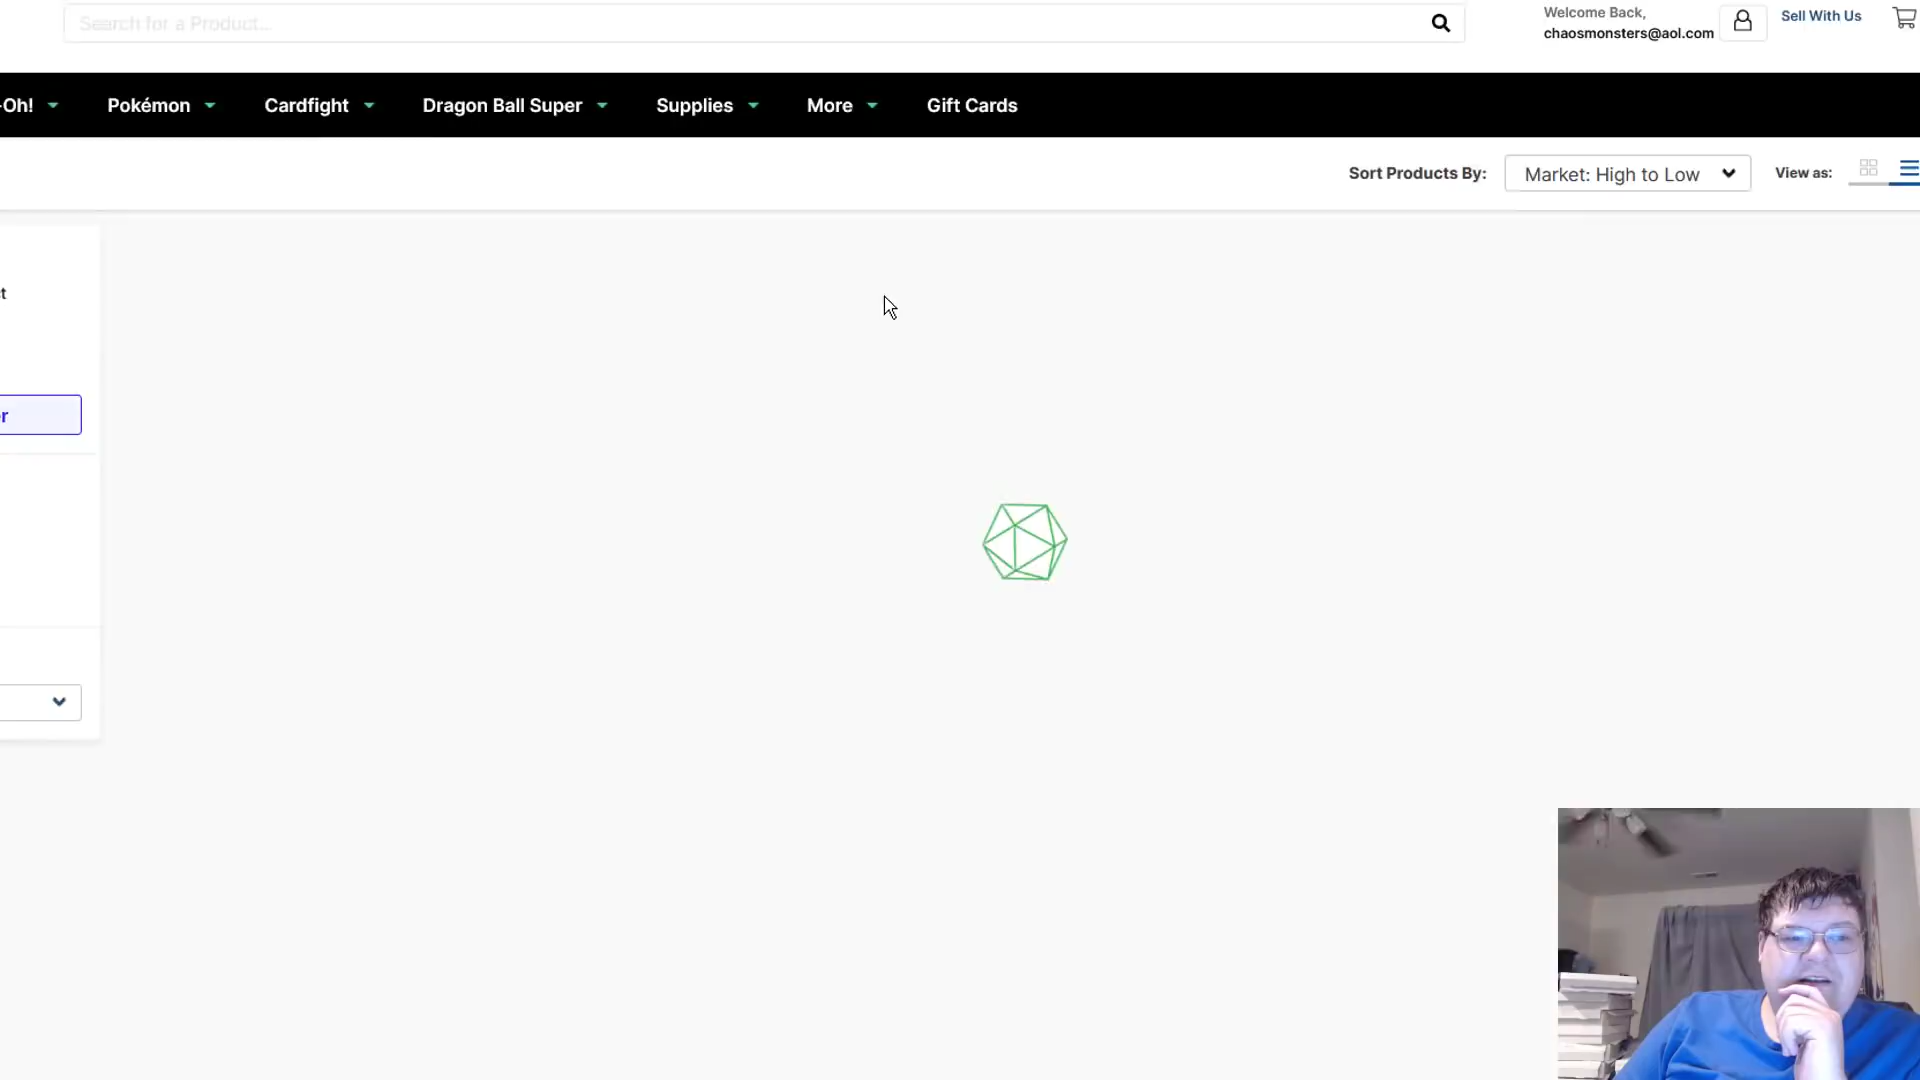 Search for a Product...
Welcome Back,
chaosmonsters@aol.com
Sell With Us
-Oh!
Pokémon
Cardfight
Dragon Ball Super
Supplies
More
Gift Cards
Sort Products By:
Market: High to Low
View as:
t
r